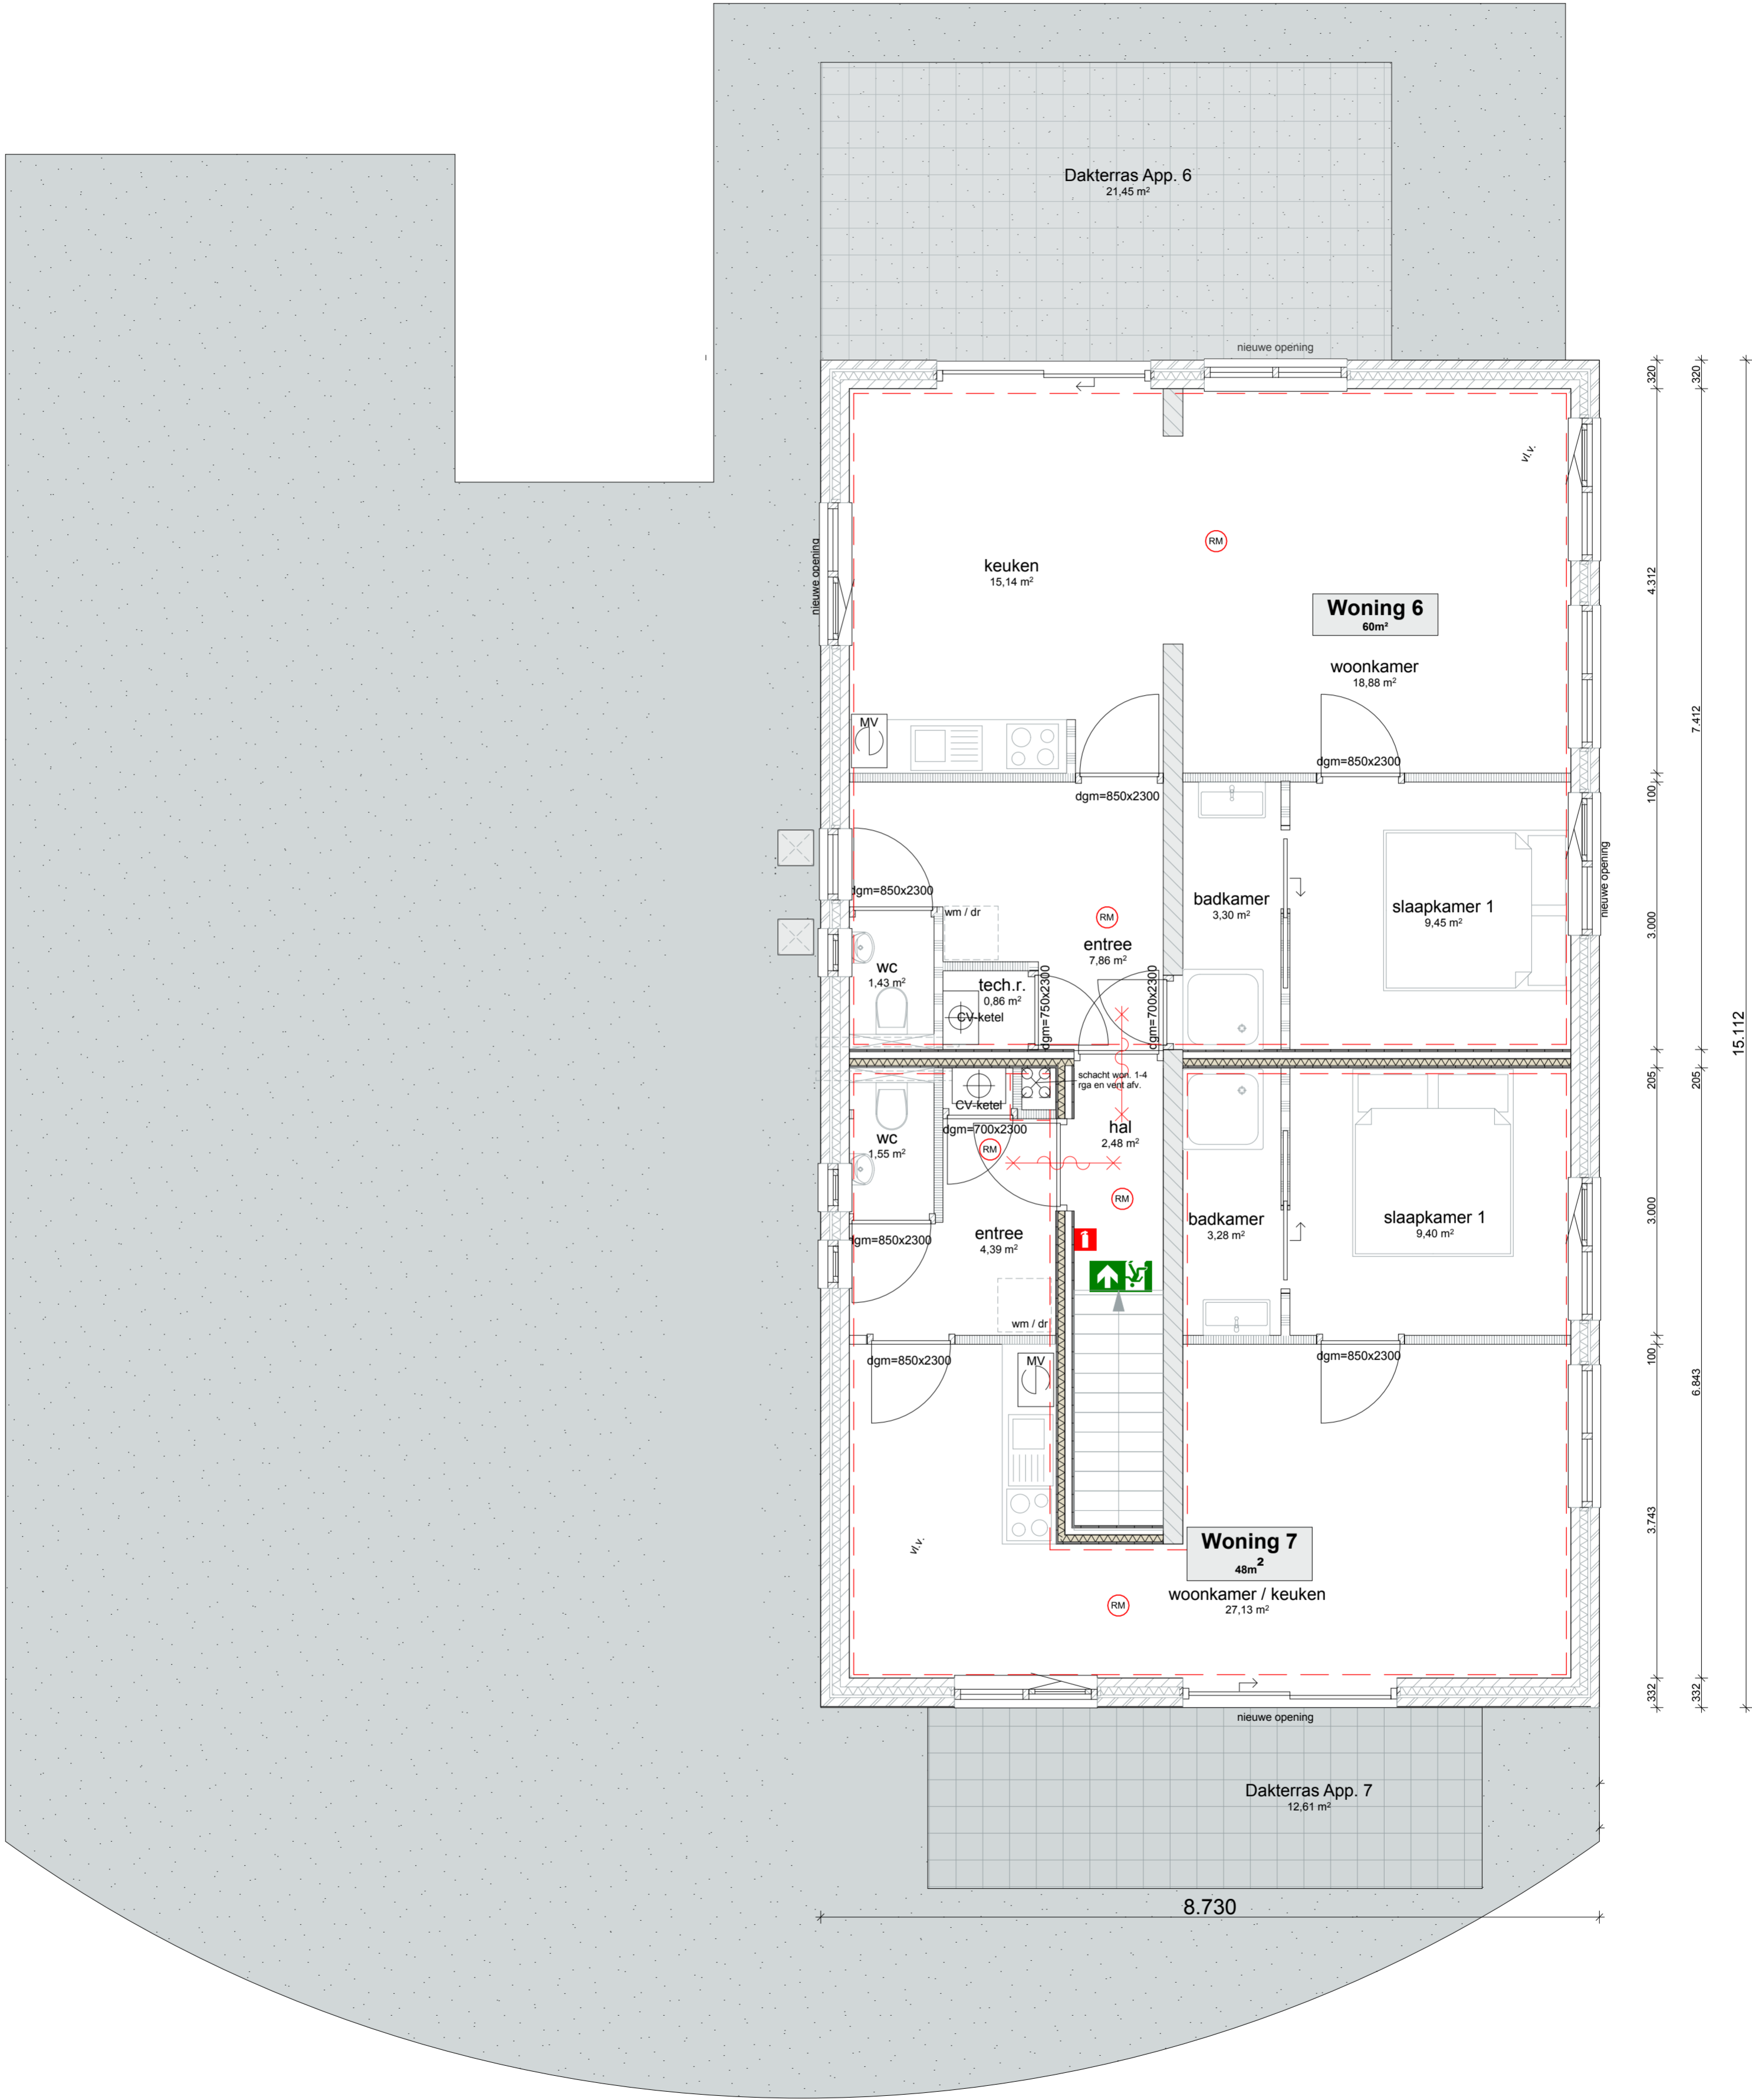 Dakterras App. 6
21,45 m²
nieuwe opening
320
320
vl.v.
nieuwe opening
RM
keuken
15,14 m²
4.312
Woning 6
60m²
woonkamer
18,88 m²
7.412
MV
dgm=850x2300
dgm=850x2300
100
dgm=850x2300
wm / dr
RM
entree
7,86 m²
badkamer
3,30 m²
slaapkamer 1
9,45 m²
nieuwe opening
3.000
wc
1,43 m²
tech.r.
0,86 m²
CV-ketel
dgm=750x2300
dgm=700x2300
15.112
schacht won. 1-4
rga en vent afv.
205
205
CV-ketel
dgm=700x2300
hal
2,48 m²
wc
1,55 m²
RM
RM
dgm=850x2300
entree
4,39 m²
badkamer
3,28 m²
slaapkamer 1
9,40 m²
3.000
wm / dr
dgm=850x2300
MV
dgm=850x2300
100
6.843
vl.v.
3.743
Woning 7
48m²
woonkamer / keuken
27,13 m²
RM
332
332
nieuwe opening
Dakterras App. 7
12,61 m²
8.730